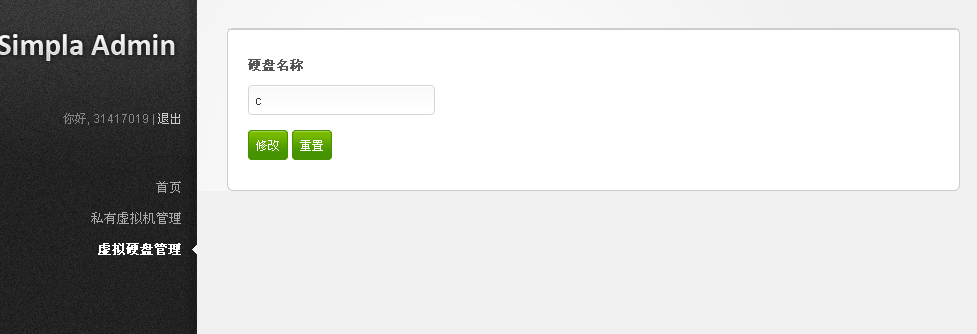 Simpla Admin
你好, 31417019 | 退出
首页
私有虚拟机管理
虚拟硬盘管理
硬盘名称
c
修改 重置